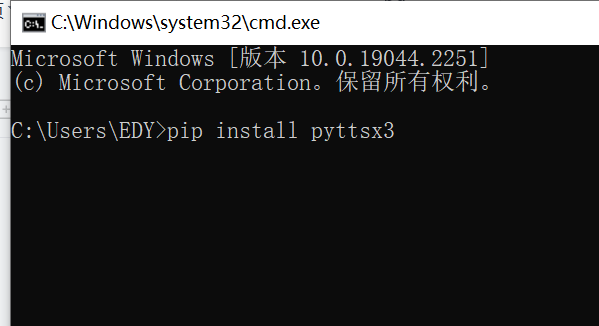 C:\Windows\system32\cmd.exe
Microsoft Windows [版本 10.0.19044.2251]
(c) Microsoft Corporation。保留所有权利。
C:\Users\EDY>pip install pyttsx3